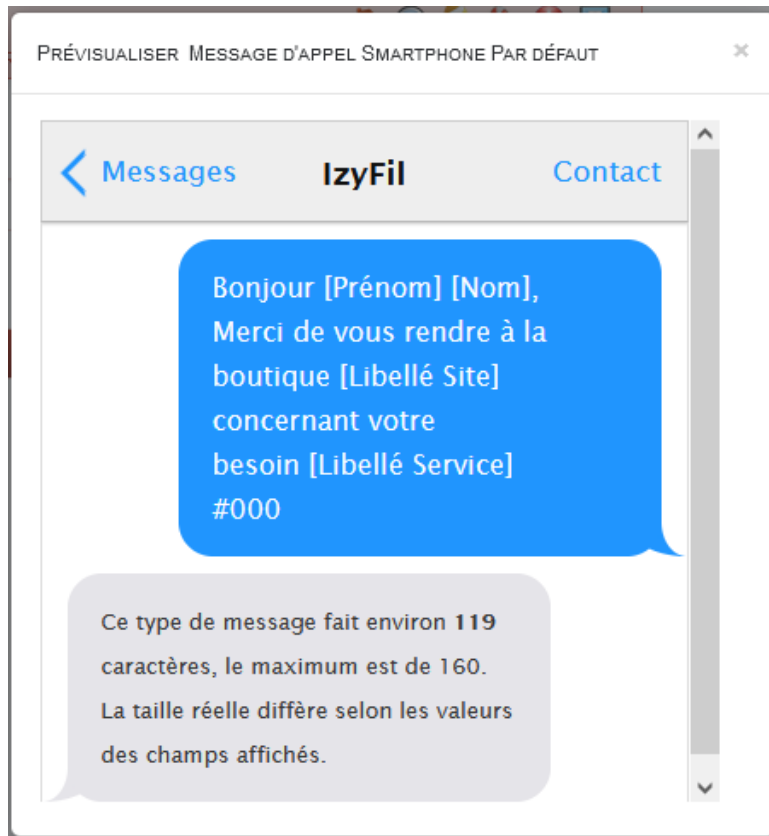 PRÉVISUALISER MESSAGE D'APPEL SMARTPHONE PAR DÉFAUT ×
Messages IzyFil Contact
Bonjour [Prénom] [Nom],
Merci de vous rendre à la
boutique [Libellé Site]
concernant votre
besoin [Libellé Service]
#000
Ce type de message fait environ 119
caractères, le maximum est de 160.
La taille réelle diffère selon les valeurs
des champs affichés.